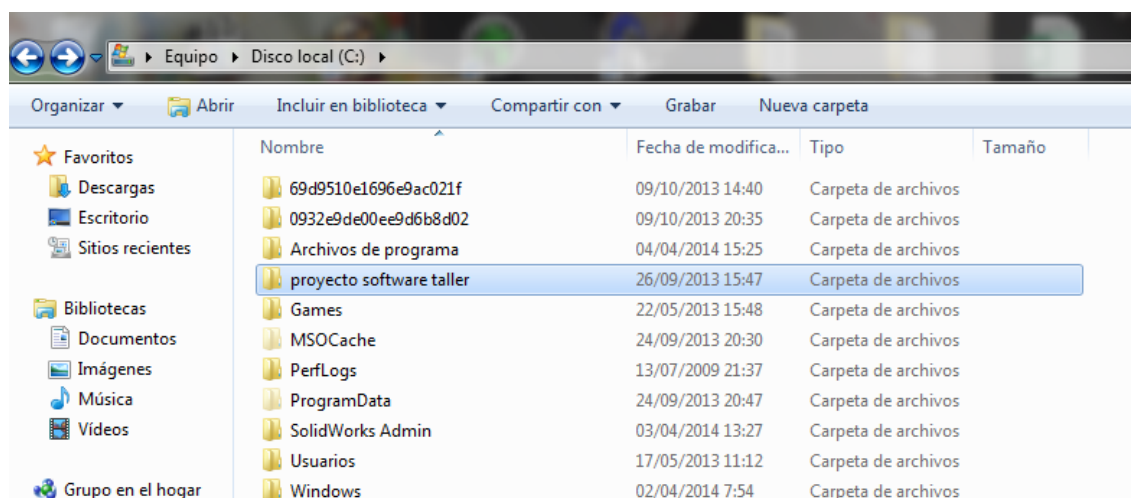 Equipo Disco local (C:)
Organizar Abrir Incluir en biblioteca Compartir con Grabar Nueva carpeta
Favoritos
Descargas
Escritorio
Sitios recientes
Bibliotecas
Documentos
Imágenes
Música
Vídeos
Grupo en el hogar
Nombre Fecha de modifica... Tipo Tamaño
69d9510e1696e9ac021f 09/10/2013 14:40 Carpeta de archivos
0932e9de00ee9d6b8d02 09/10/2013 20:35 Carpeta de archivos
Archivos de programa 04/04/2014 15:25 Carpeta de archivos
proyecto software taller 26/09/2013 15:47 Carpeta de archivos
Games 22/05/2013 15:48 Carpeta de archivos
MSOCache 24/09/2013 20:30 Carpeta de archivos
PerfLogs 13/07/2009 21:37 Carpeta de archivos
ProgramData 24/09/2013 20:47 Carpeta de archivos
SolidWorks Admin 03/04/2014 13:27 Carpeta de archivos
Usuarios 17/05/2013 11:12 Carpeta de archivos
Windows 02/04/2014 7:54 Carpeta de archivos